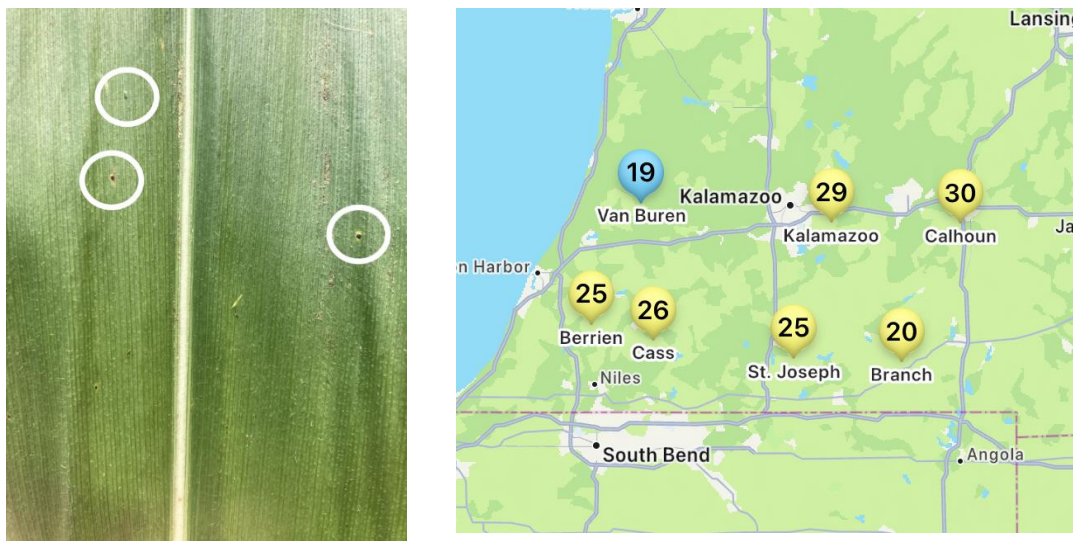 Lansing
19
Van Buren
Kalamazoo
29
Kalamazoo
30
Calhoun
Ja
n Harbor
25
Berrien
26
Cass
25
St. Joseph
20
Branch
Niles
South Bend
Angola